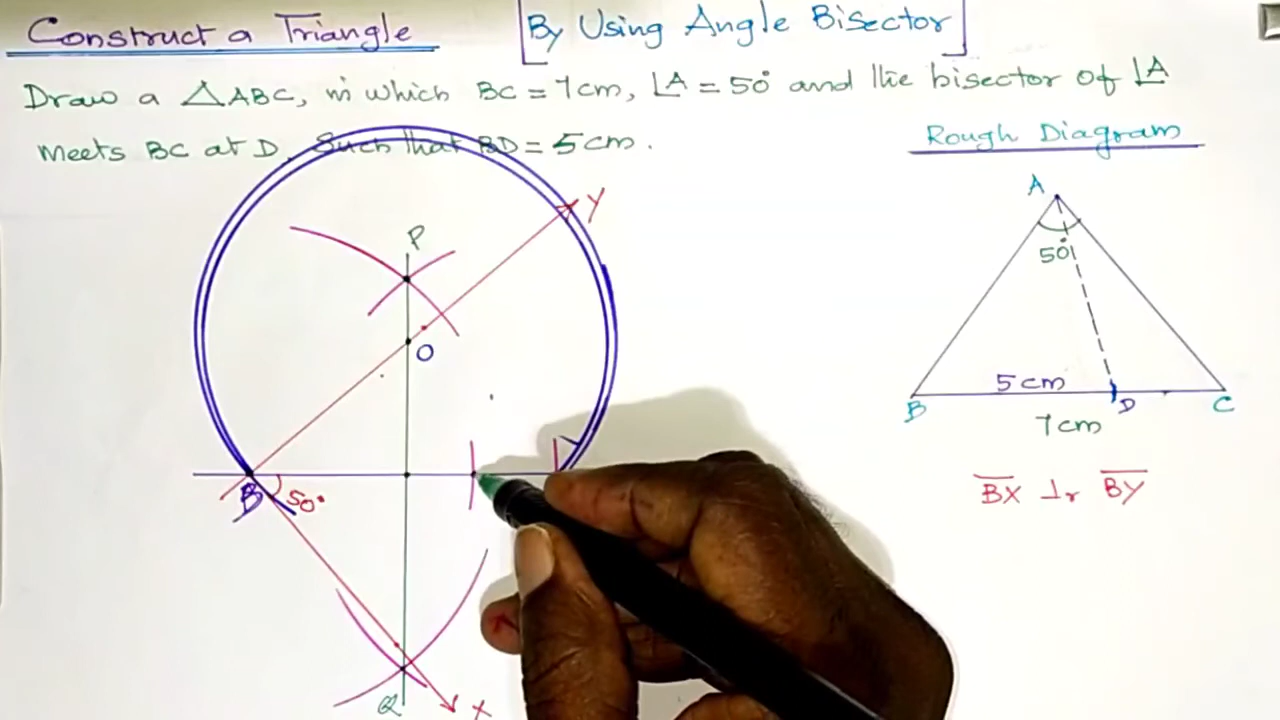 Construct a Triangle [By Using Angle Bisector]
Draw a △ABC, in which BC = 7cm, ∠A = 50° and the bisector of ∠A
meets BC at D, Such that BD = 5cm.
Rough Diagram
A
50°
5cm
B
D
C
7cm
BX ⊥r BY
Y
P
O
B
50°
Q
X